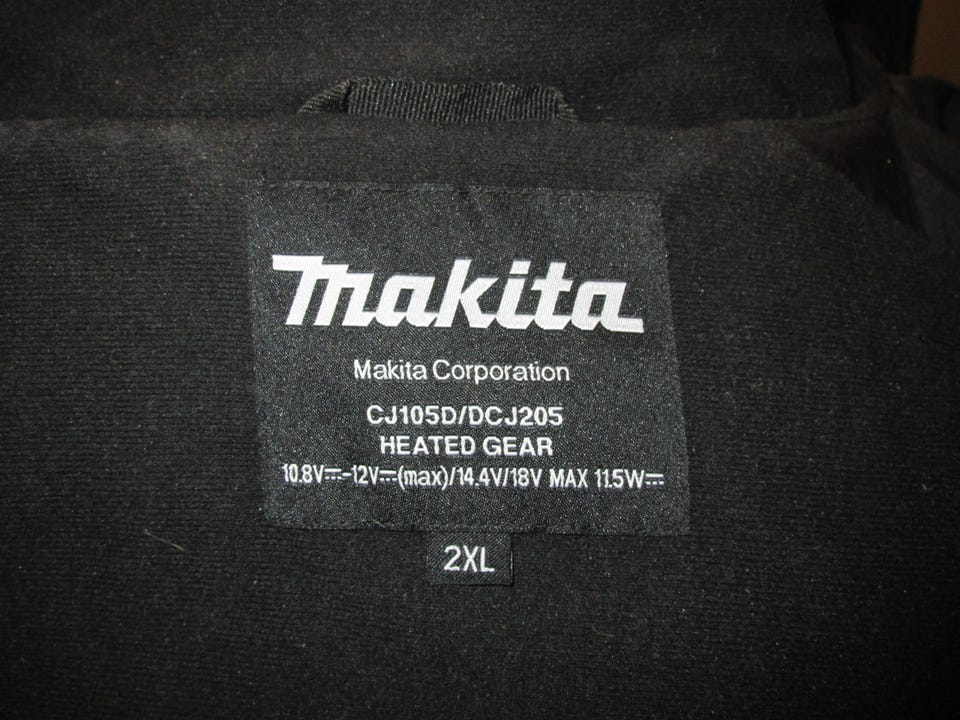 makita
Makita Corporation
CJ105D/DCJ205
HEATED GEAR
10.8V⎓-12V⎓(max)/14.4V/18V MAX 11.5W⎓
2XL